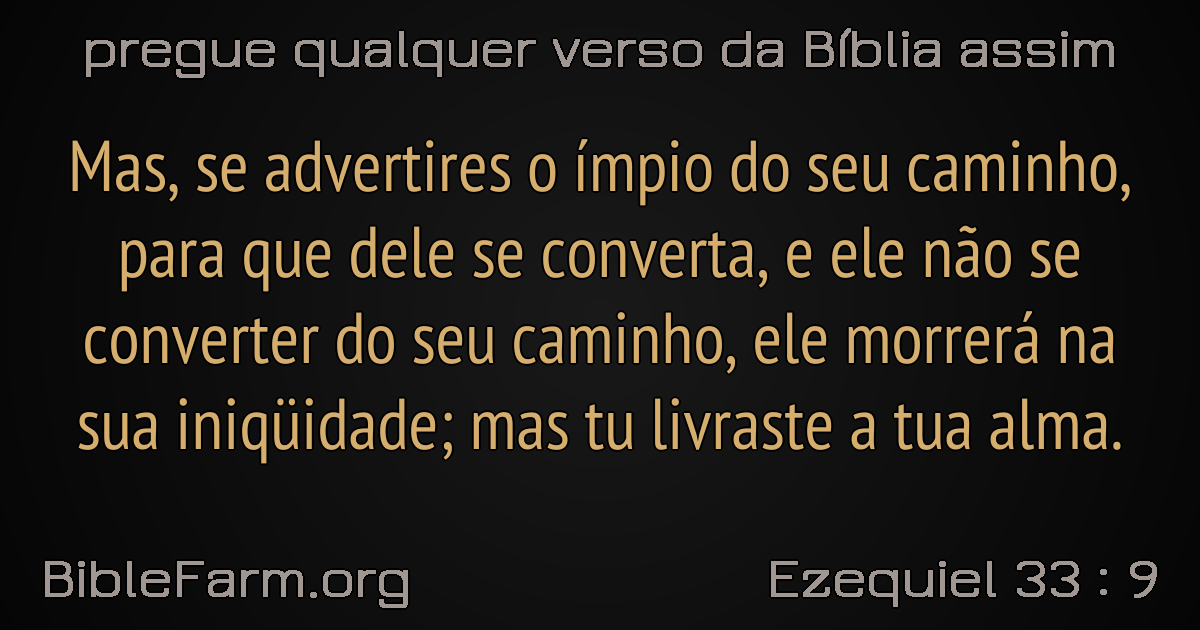 pregue qualquer verso da Bíblia assim
Mas, se advertires o ímpio do seu caminho,
para que dele se converta, e ele não se
converter do seu caminho, ele morrerá na
sua iniqüidade; mas tu livraste a tua alma.
BibleFarm.org
Ezequiel 33 : 9